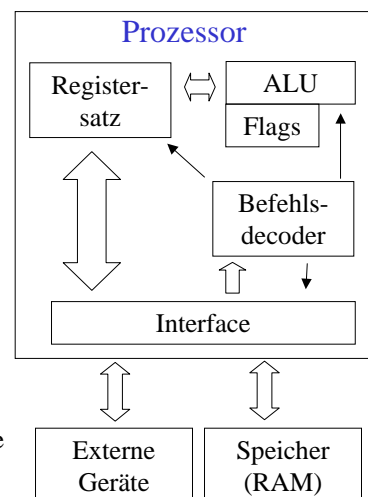 Prozessor
Register-
satz
ALU
Flags
Befehls-
decoder
Interface
e
Externe
Geräte
Speicher
(RAM)